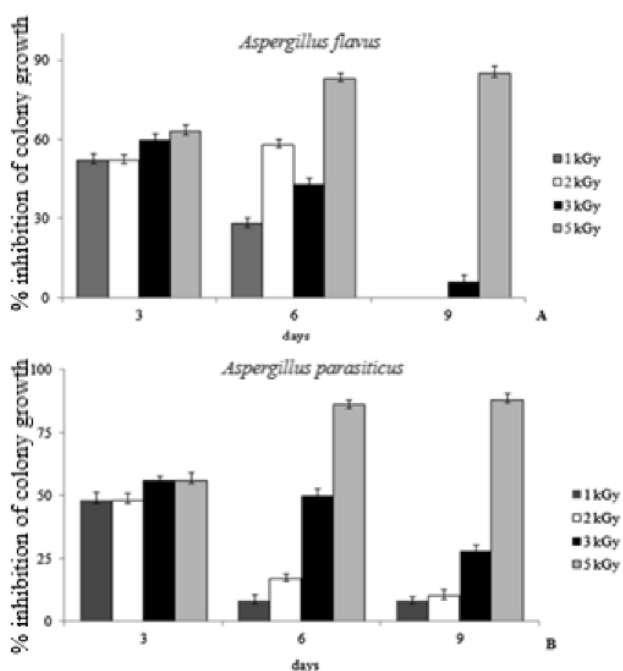 Aspergillus flavus
% inhibition of colony growth
90
60
30
0
3 6 9
days
A
1 kGy
2 kGy
3 kGy
5 kGy
Aspergillus parasiticus
% inhibition of colony growth
100
75
50
25
0
3 6 9
days
B
1 kGy
2 kGy
3 kGy
5 kGy